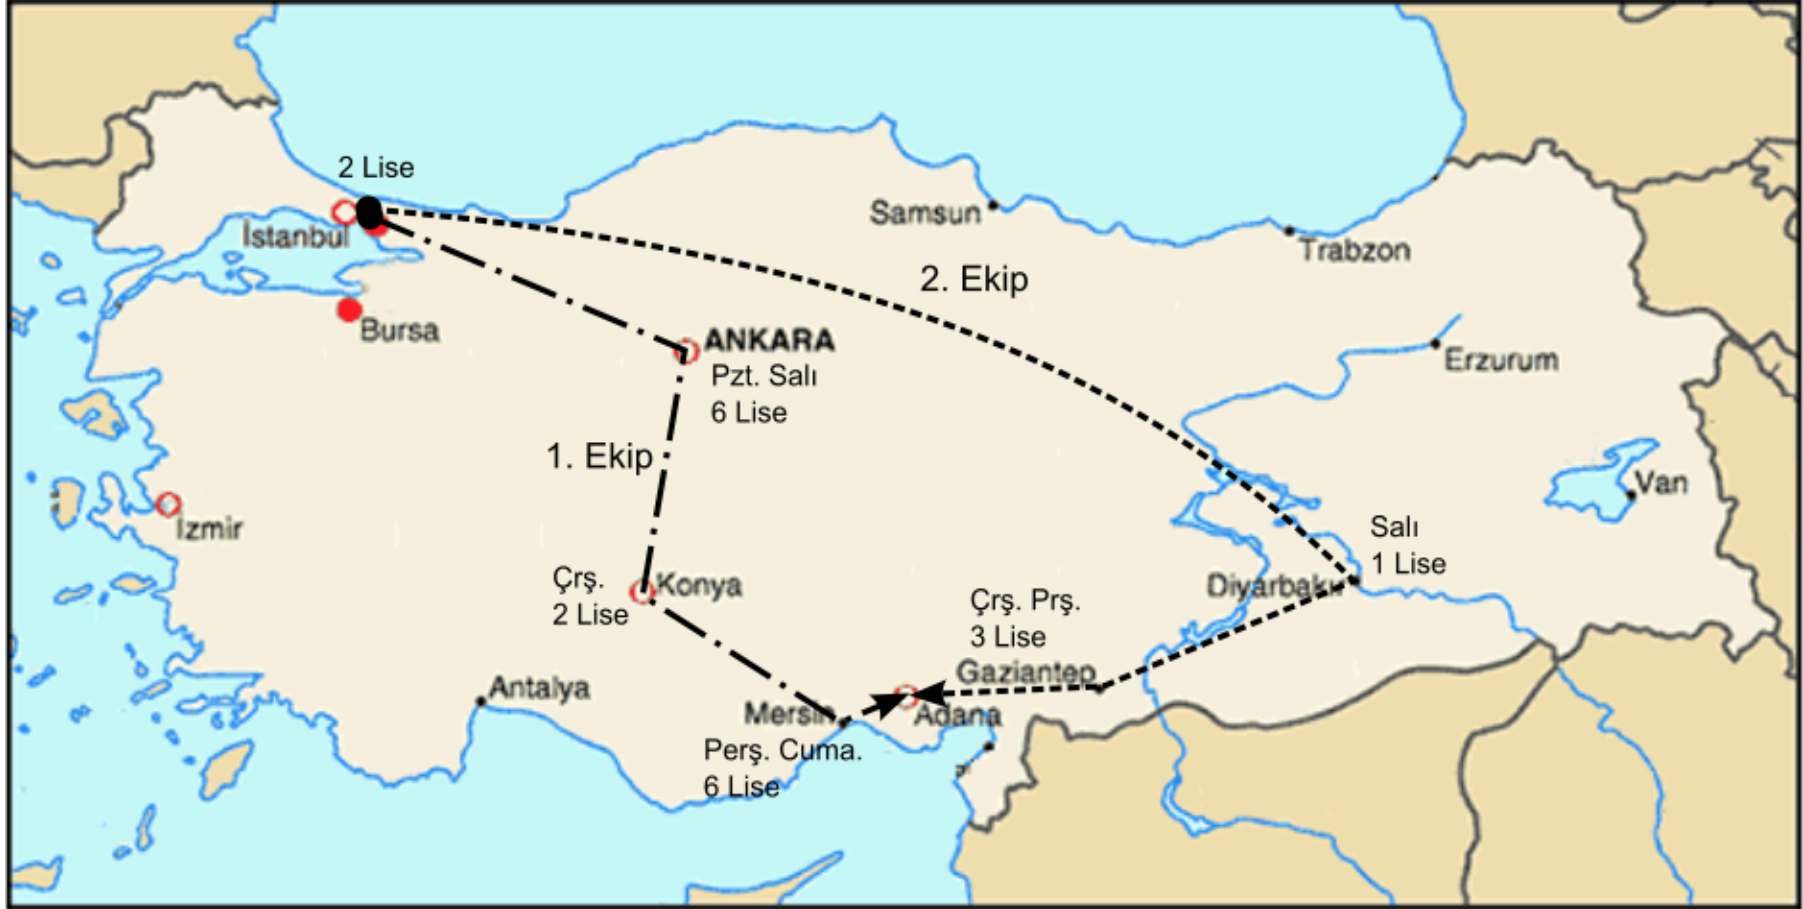 2 Lise
İstanbul
Samsun
Trabzon
2. Ekip
Bursa
ANKARA
Pzt. Salı
6 Lise
Erzurum
1. Ekip
Van
İzmir
Salı
1 Lise
Diyarbakır
Çrş.
2 Lise
Konya
Çrş. Prş.
3 Lise
Gaziantep
Antalya
Mersin
Adana
Perş. Cuma.
6 Lise